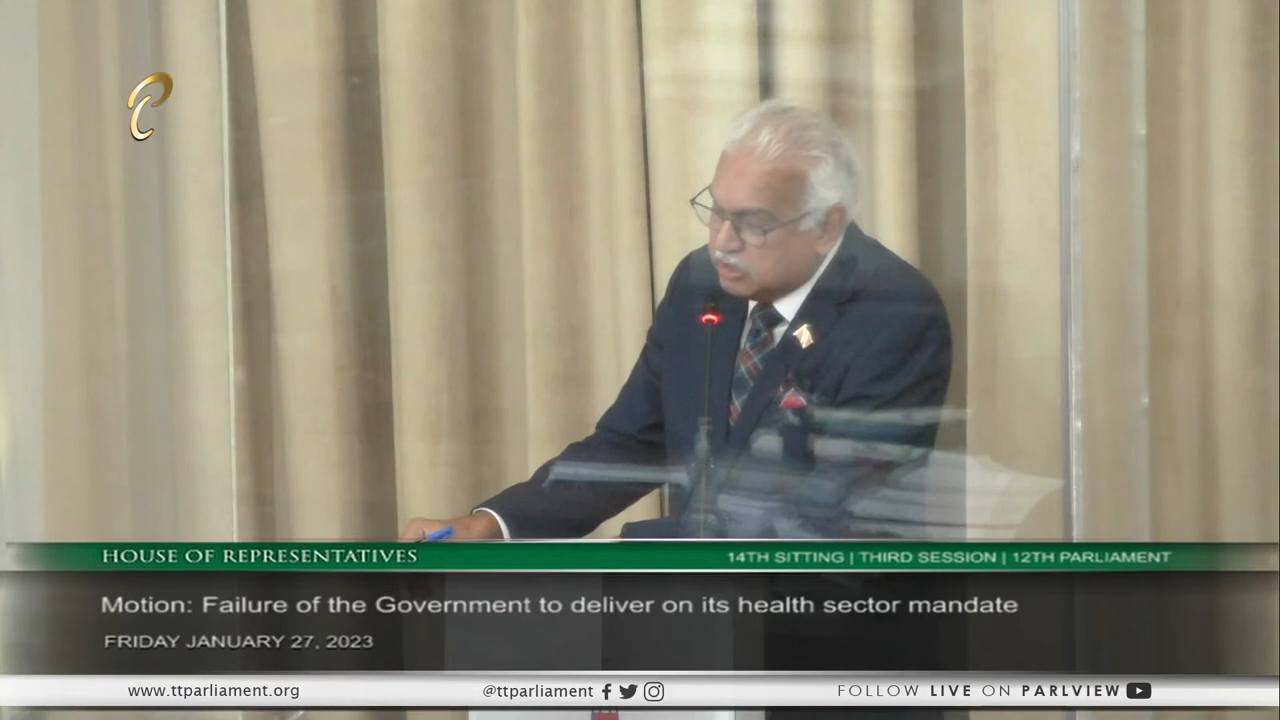 HOUSE OF REPRESENTATIVES
14TH SITTING | THIRD SESSION | 12TH PARLIAMENT
Motion: Failure of the Government to deliver on its health sector mandate
FRIDAY JANUARY 27, 2023
www.ttparliament.org
@ttparliament
FOLLOW LIVE ON PARLVIEW